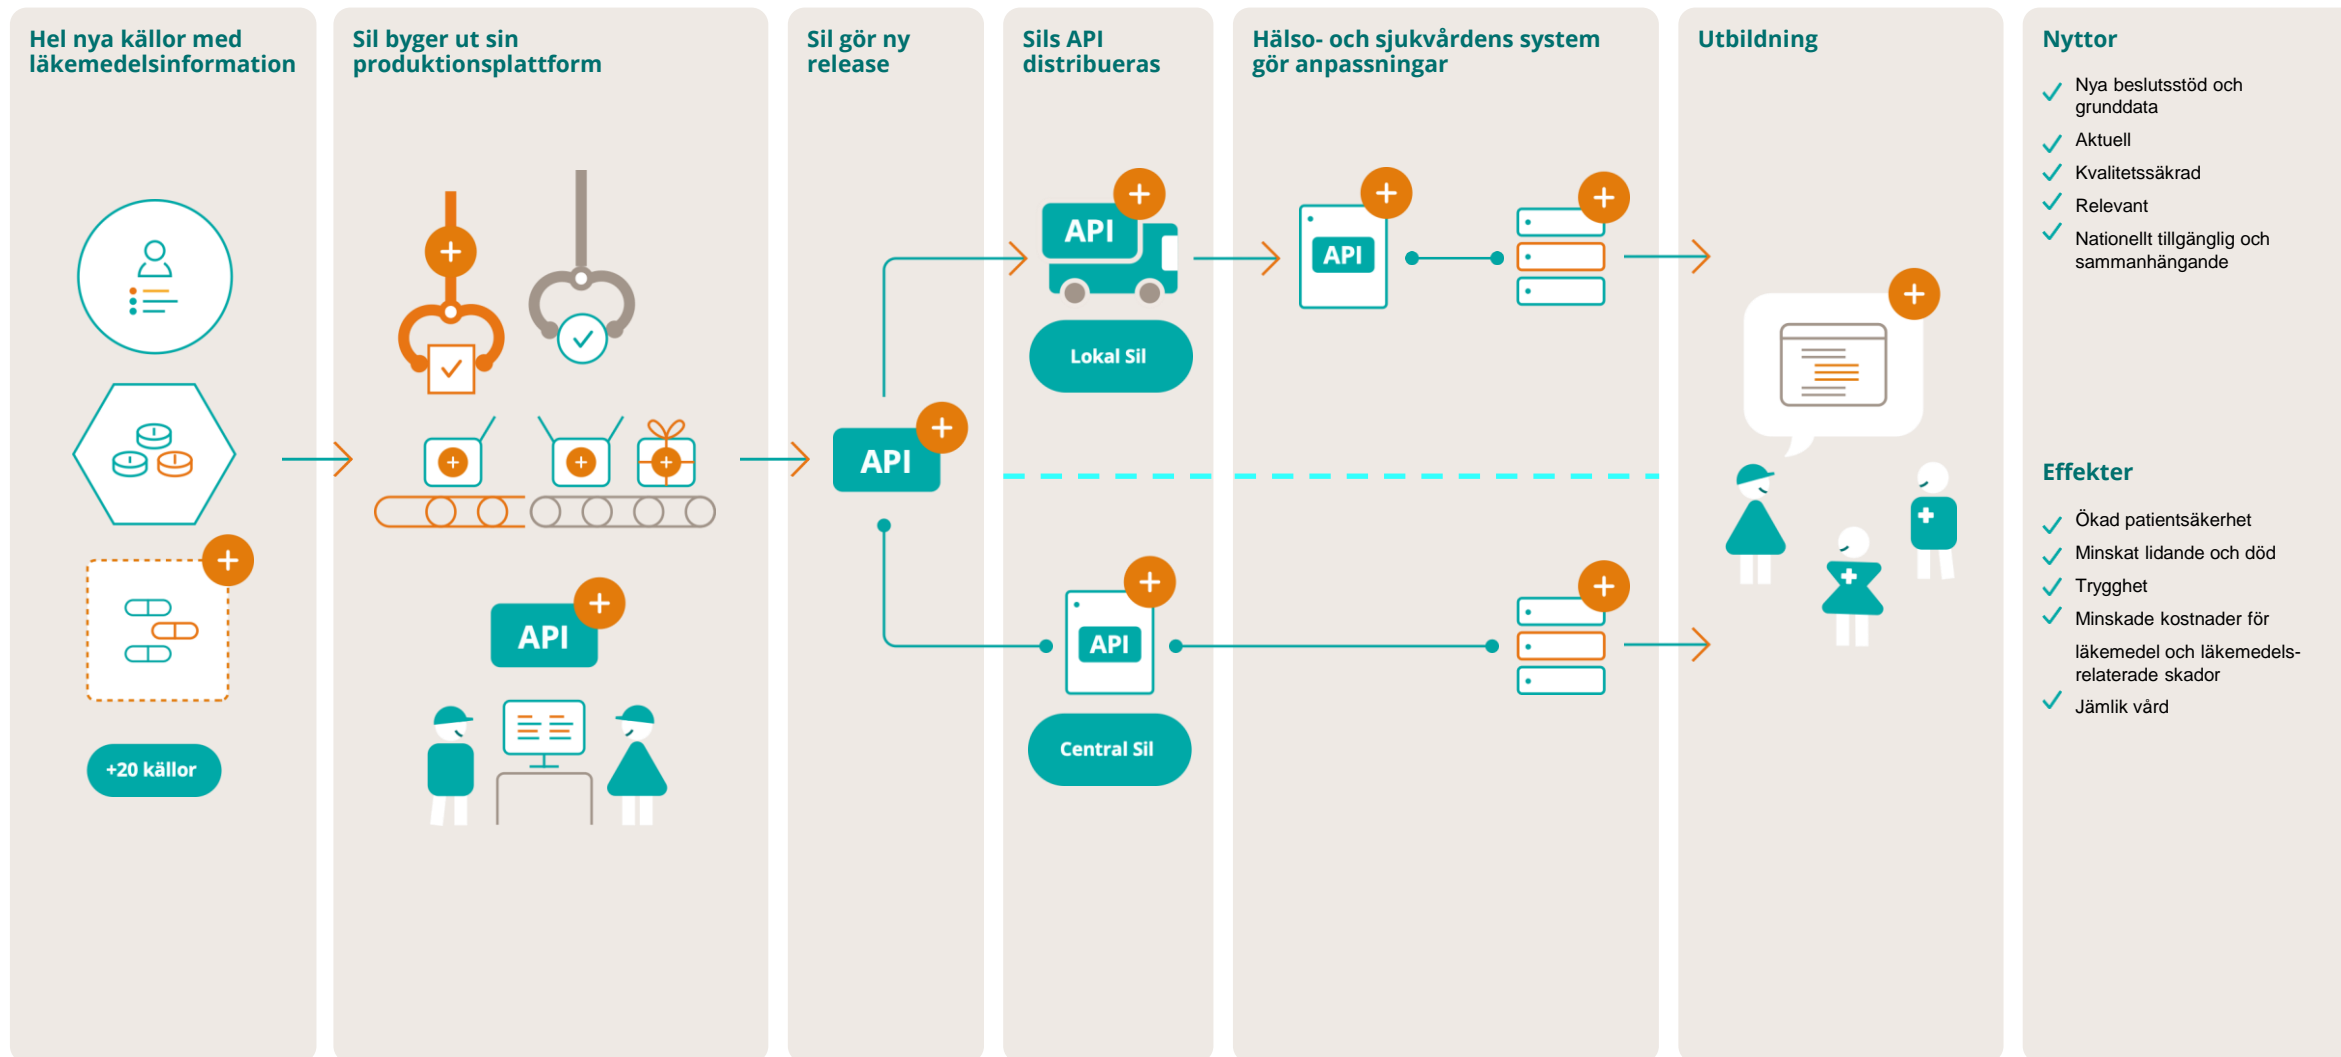 Hel nya källor med
läkemedelsinformation
+20 källor
Sil byger ut sin
produktionsplattform
API
Sil gör ny
release
API
Sils API
distribueras
API
Lokal Sil
API
Central Sil
Hälso- och sjukvårdens system
gör anpassningar
API
Utbildning
Nyttor
Nya beslutsstöd och
grunddata
Aktuell
Kvalitetssäkrad
Relevant
Nationellt tillgänglig och
sammanhängande
Effekter
Ökad patientsäkerhet
Minskat lidande och död
Trygghet
Minskade kostnader för
läkemedel och läkemedels-
relaterade skador
Jämlik vård